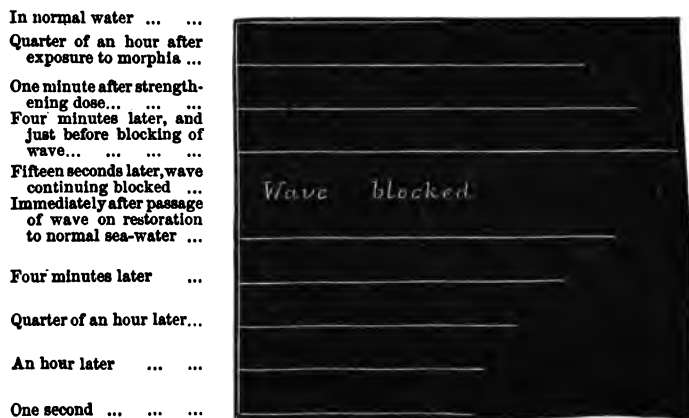 In normal water ... ...
Quarter of an hour after
exposure to morphia ...
One minute after strength-
ening dose... ... ...
Four minutes later, and
just before blocking of
wave... ... ... ...
Fifteen seconds later, wave
continuing blocked ...
Immediately after passage
of wave on restoration
to normal sea-water ...
Wave blocked
Four minutes later ...
Quarter of an hour later...
An hour later ... ...
One second ... ... ...